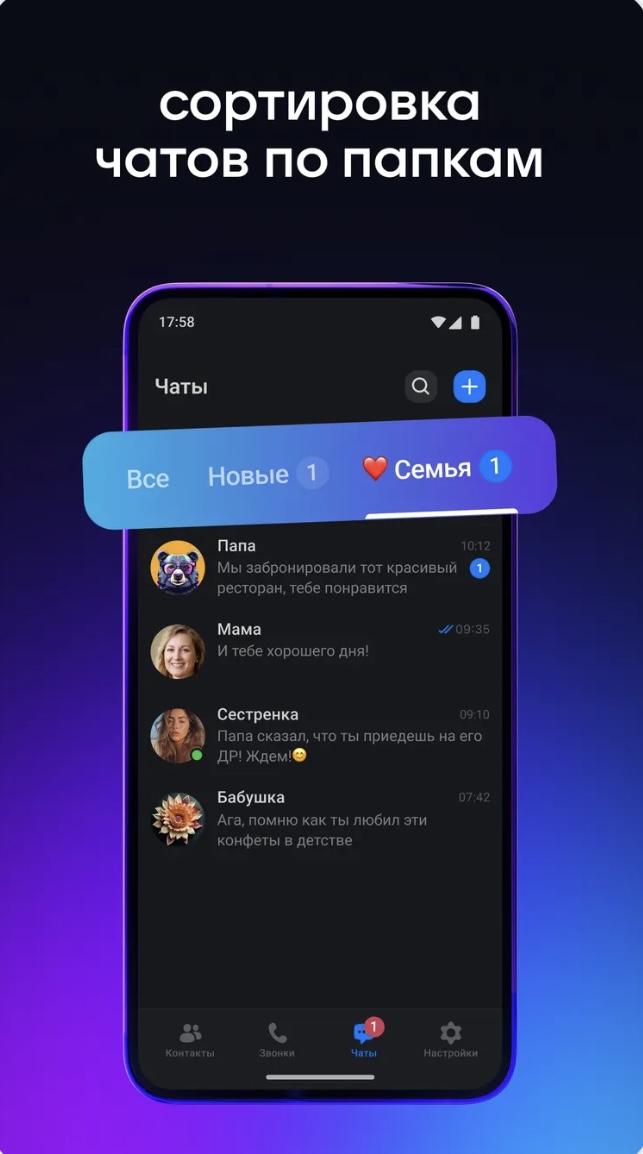 сортировка
чатов по папкам
17:58
Чаты
Все Новые 1 ❤️ Семья 1
Папа 10:12
Мы забронировали тот красивый 1
ресторан, тебе понравится
Мама 09:35
И тебе хорошего дня!
Сестренка 09:10
Папа сказал, что ты приедешь на его
ДР! Ждем!😊
Бабушка 07:42
Ага, помню как ты любил эти
конфеты в детстве
1
Контакты Звонки Чаты Настройки